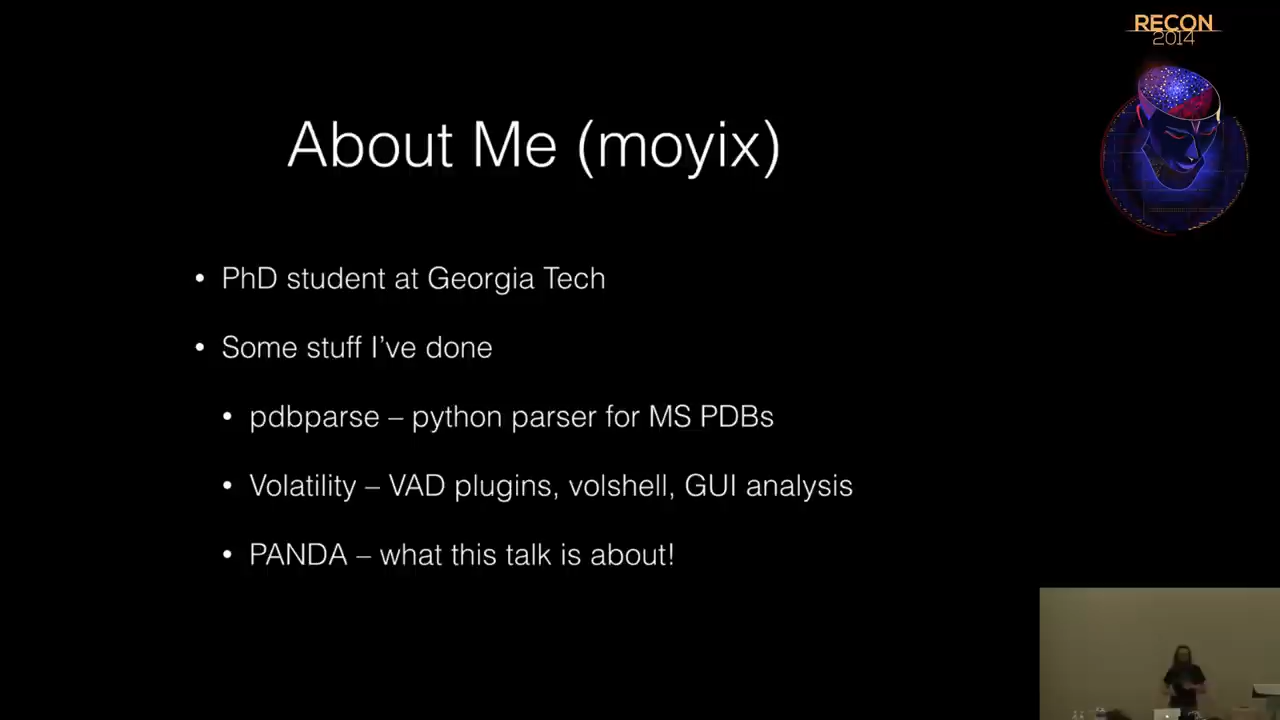 RECON
2014
About Me (moyix)
• PhD student at Georgia Tech
• Some stuff I’ve done
• pdbparse – python parser for MS PDBs
• Volatility – VAD plugins, volshell, GUI analysis
• PANDA – what this talk is about!